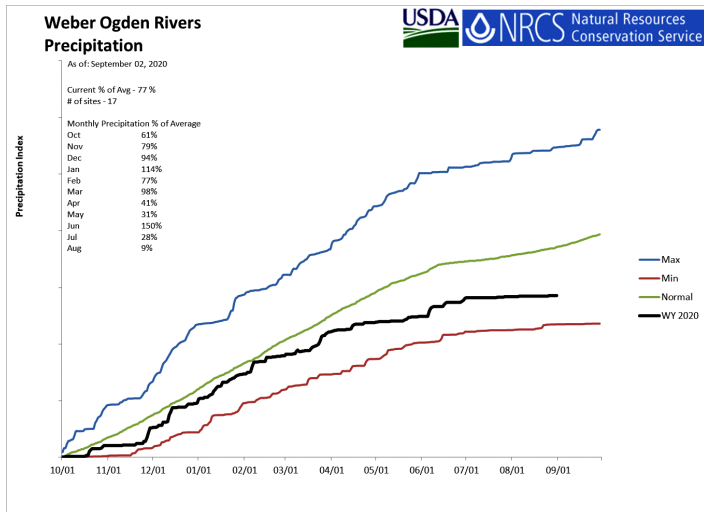 Weber Ogden Rivers
Precipitation
USDA
NRCS
Natural Resources
Conservation Service
As of: September 02, 2020
Current % of Avg - 77 %
# of sites - 17
Monthly Precipitation % of Average
Oct 61%
Nov 79%
Dec 94%
Jan 114%
Feb 77%
Mar 98%
Apr 41%
May 31%
Jun 150%
Jul 28%
Aug 9%
Precipitation Index
Max
Min
Normal
WY 2020
10/01 11/01 12/01 01/01 02/01 03/01 04/01 05/01 06/01 07/01 08/01 09/01